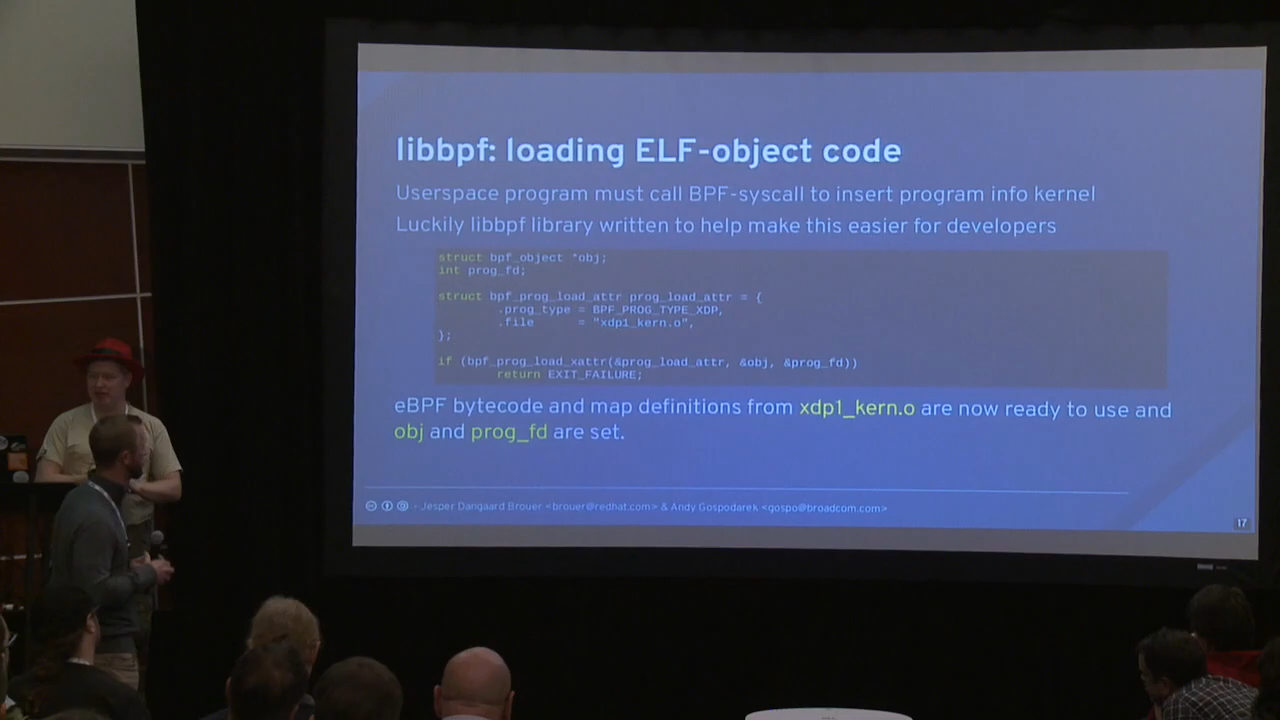 libbpf: loading ELF-object code
Userspace program must call BPF-syscall to insert program info kernel
Luckily libbpf library written to help make this easier for developers
struct bpf_object *obj;
int prog_fd;
struct bpf_prog_load_attr prog_load_attr = {
.prog_type = BPF_PROG_TYPE_XDP,
.file = "xdp1_kern.o",
};
if (bpf_prog_load_xattr(&prog_load_attr, &obj, &prog_fd))
return EXIT_FAILURE;
eBPF bytecode and map definitions from xdp1_kern.o are now ready to use and
obj and prog_fd are set.
- Jesper Dangaard Brouer <brouer@redhat.com> & Andy Gospodarek <gospo@broadcom.com>
17